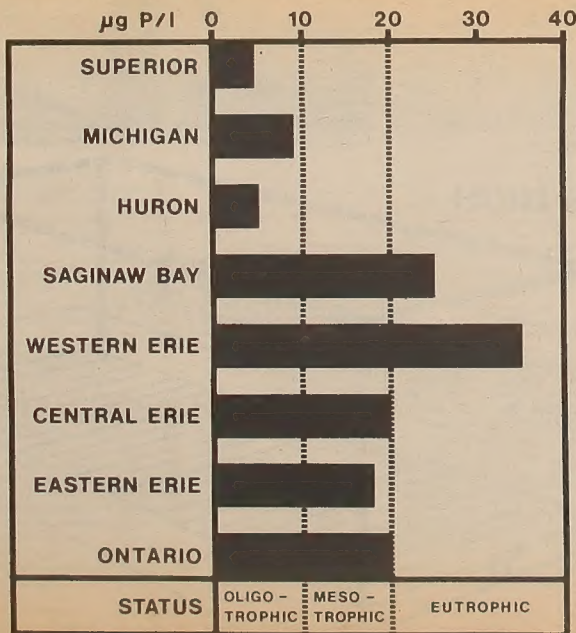 µg P/l 0 10 20 30 40
SUPERIOR
MICHIGAN
HURON
SAGINAW BAY
WESTERN ERIE
CENTRAL ERIE
EASTERN ERIE
ONTARIO
STATUS OLIGO- MESO- EUTROPHIC
TROPHIC TROPHIC